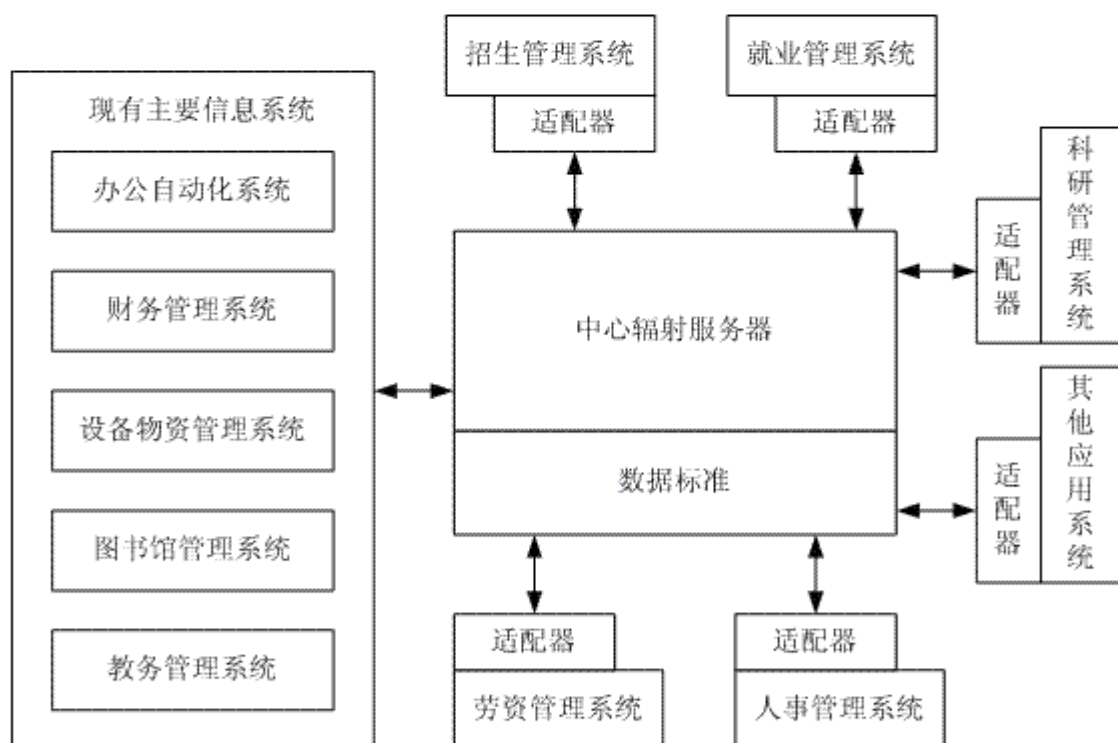 招生管理系统
适配器
就业管理系统
适配器
现有主要信息系统
办公自动化系统
财务管理系统
设备物资管理系统
图书馆管理系统
教务管理系统
中心辐射服务器
数据标准
适配器
科研管理系统
适配器
其他应用系统
适配器
劳资管理系统
适配器
人事管理系统